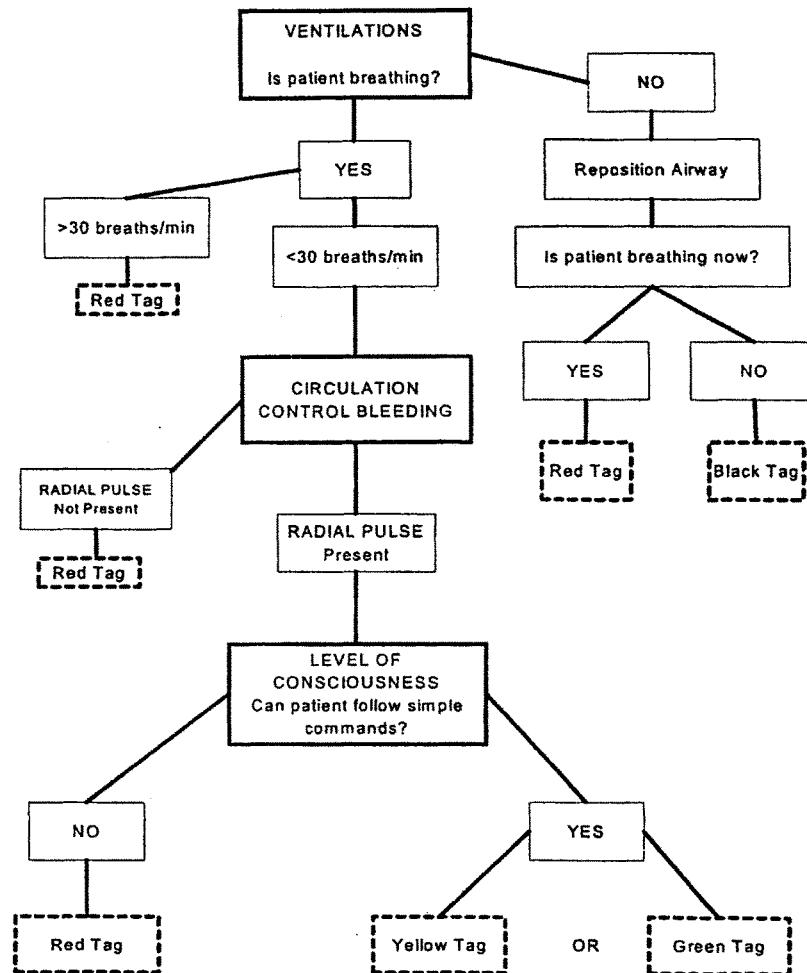 VENTILATIONS
Is patient breathing?
NO
YES
Reposition Airway
>30 breaths/min
<30 breaths/min
Is patient breathing now?
Red Tag
CIRCULATION
CONTROL BLEEDING
YES
NO
Red Tag
Black Tag
RADIAL PULSE
Not Present
RADIAL PULSE
Present
Red Tag
LEVEL OF
CONSCIOUSNESS
Can patient follow simple
commands?
NO
YES
Red Tag
Yellow Tag
OR
Green Tag